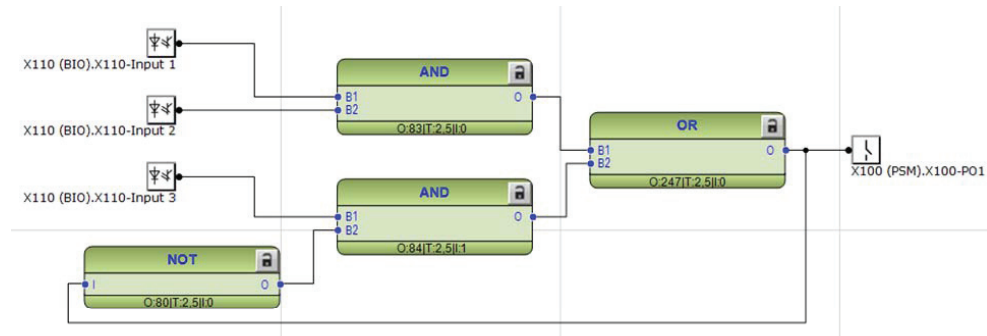 X110 (BIO).X110-Input 1
X110 (BIO).X110-Input 2
X110 (BIO).X110-Input 3
AND
B1 O
B2
O:83|T:2,5|I:0
AND
B1 O
B2
O:84|T:2,5|I:1
NOT
I O
O:80|T:2,5|I:0
OR
B1 O
B2
O:247|T:2,5|I:0
X100 (PSM).X100-PO1